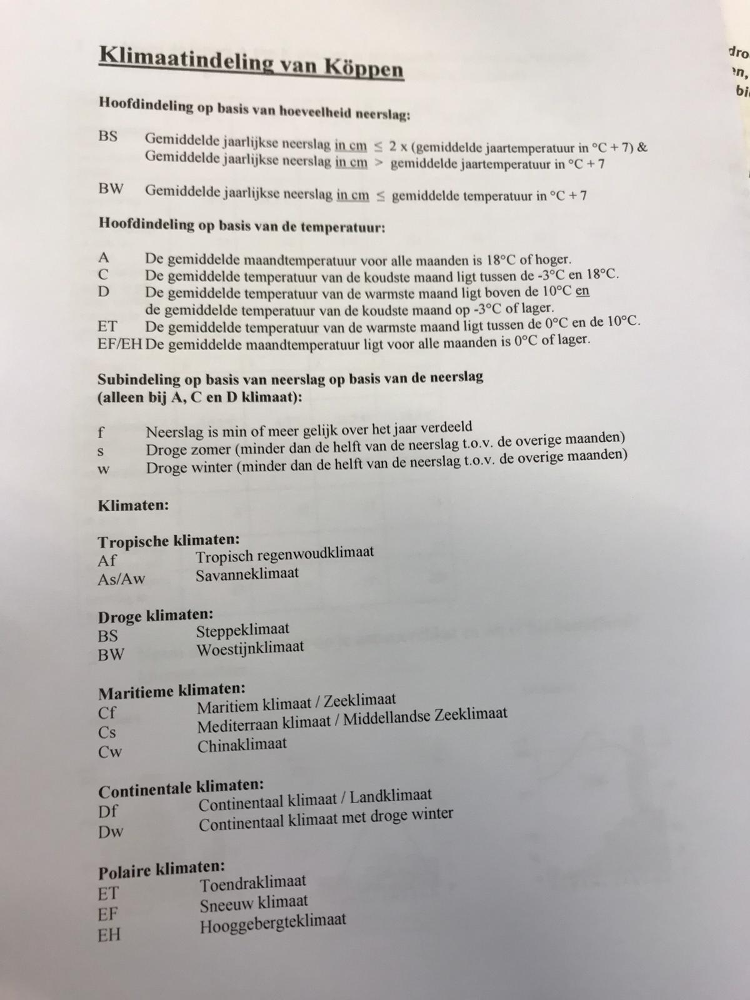 Klimaatindeling van Köppen
Hoofdindeling op basis van hoeveelheid neerslag:
BS Gemiddelde jaarlijkse neerslag in cm ≤ 2 x (gemiddelde jaartemperatuur in °C + 7) &
Gemiddelde jaarlijkse neerslag in cm > gemiddelde jaartemperatuur in °C + 7
BW Gemiddelde jaarlijkse neerslag in cm ≤ gemiddelde temperatuur in °C + 7
Hoofdindeling op basis van de temperatuur:
A De gemiddelde maandtemperatuur voor alle maanden is 18°C of hoger.
C De gemiddelde temperatuur van de koudste maand ligt tussen de -3°C en 18°C.
D De gemiddelde temperatuur van de warmste maand ligt boven de 10°C en
de gemiddelde temperatuur van de koudste maand op -3°C of lager.
ET De gemiddelde temperatuur van de warmste maand ligt tussen de 0°C en de 10°C.
EF/EH De gemiddelde maandtemperatuur ligt voor alle maanden is 0°C of lager.
Subindeling op basis van neerslag op basis van de neerslag
(alleen bij A, C en D klimaat):
f Neerslag is min of meer gelijk over het jaar verdeeld
s Droge zomer (minder dan de helft van de neerslag t.o.v. de overige maanden)
w Droge winter (minder dan de helft van de neerslag t.o.v. de overige maanden)
Klimaten:
Tropische klimaten:
Af Tropisch regenwoudklimaat
As/Aw Savanneklimaat
Droge klimaten:
BS Steppeklimaat
BW Woestijnklimaat
Maritieme klimaten:
Cf Maritiem klimaat / Zeeklimaat
Cs Mediterraan klimaat / Middellandse Zeeklimaat
Cw Chinaklimaat
Continentale klimaten:
Df Continentaal klimaat / Landklimaat
Dw Continentaal klimaat met droge winter
Polaire klimaten:
ET Toendraklimaat
EF Sneeuw klimaat
EH Hooggebergteklimaat